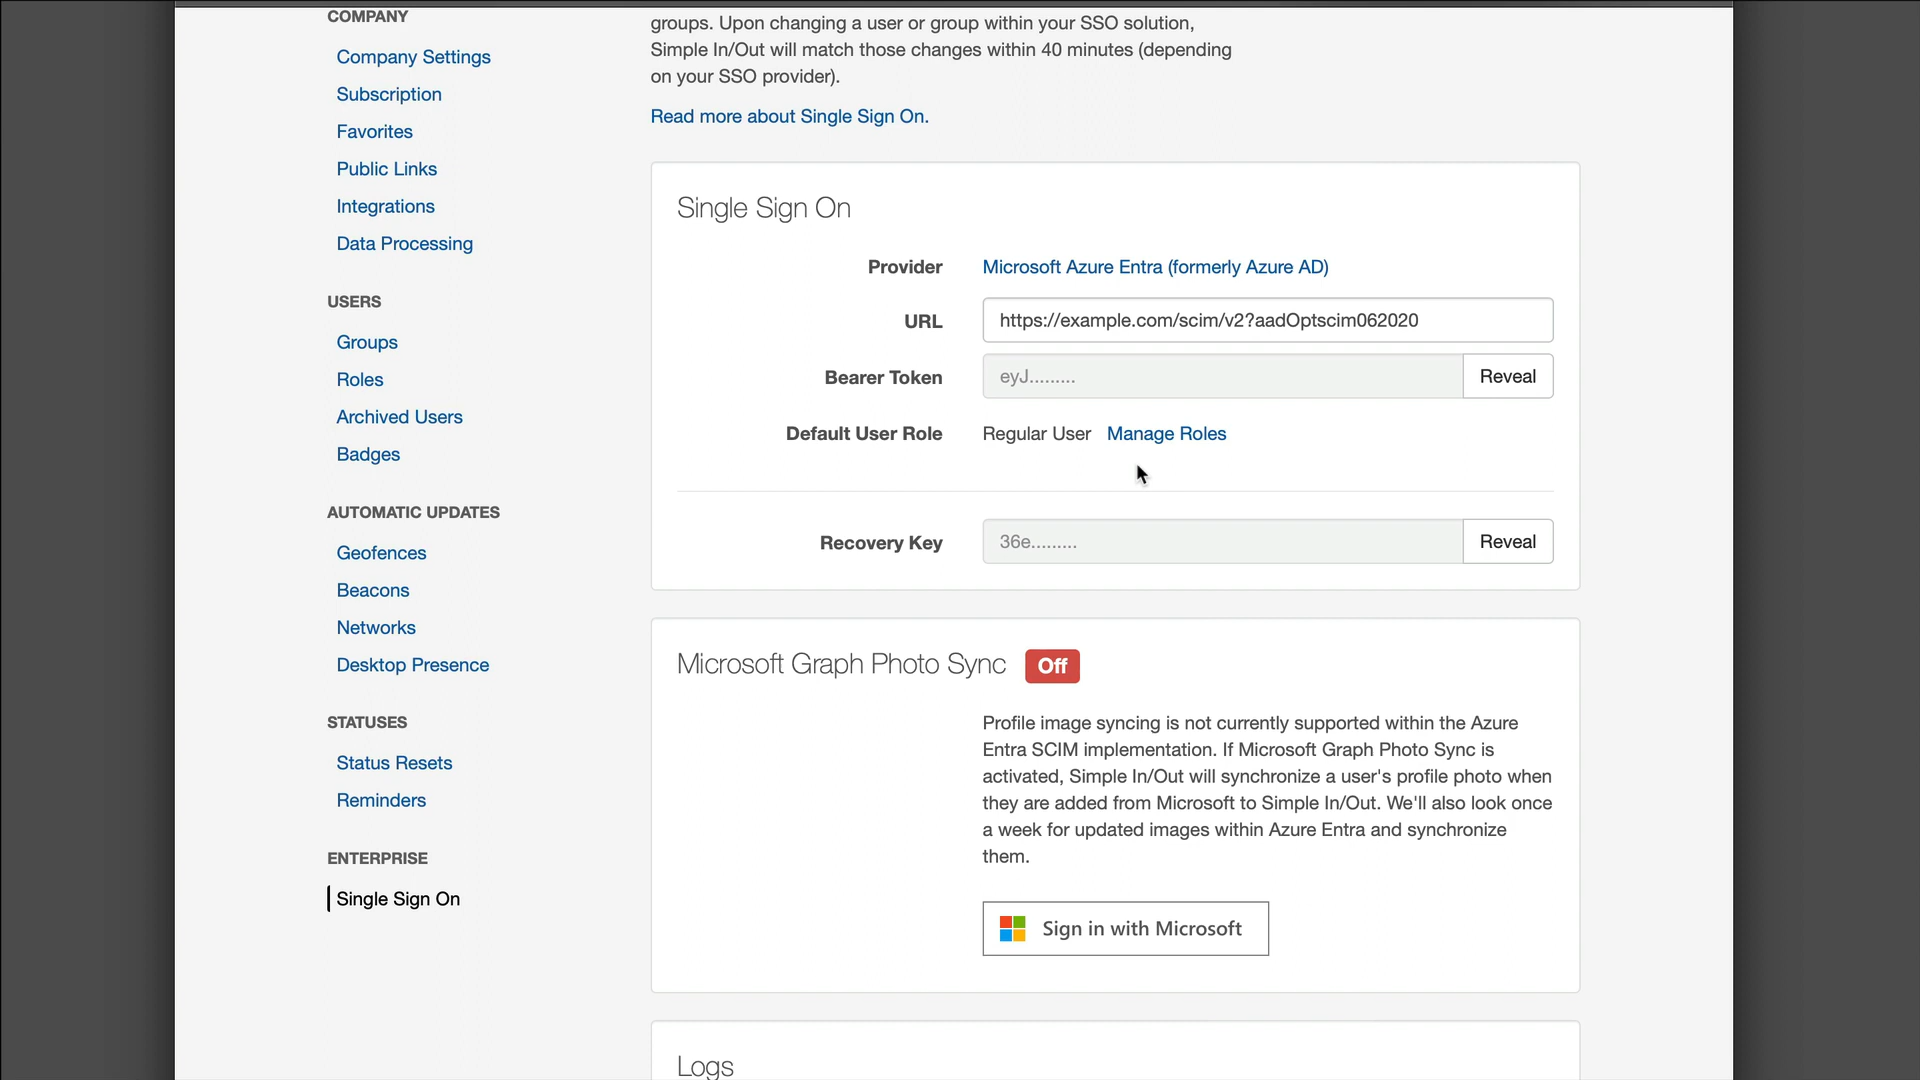 COMPANY
Company Settings
Subscription
Favorites
Public Links
Integrations
Data Processing
USERS
Groups
Roles
Archived Users
Badges
AUTOMATIC UPDATES
Geofences
Beacons
Networks
Desktop Presence
STATUSES
Status Resets
Reminders
ENTERPRISE
Single Sign On
groups. Upon changing a user or group within your SSO solution,
Simple In/Out will match those changes within 40 minutes (depending
on your SSO provider).
Read more about Single Sign On.
Single Sign On
Provider Microsoft Azure Entra (formerly Azure AD)
URL https://example.com/scim/v2?aadOptscim062020
Bearer Token eyJ......... Reveal
Default User Role Regular User Manage Roles
Recovery Key 36e......... Reveal
Microsoft Graph Photo Sync Off
Profile image syncing is not currently supported within the Azure
Entra SCIM implementation. If Microsoft Graph Photo Sync is
activated, Simple In/Out will synchronize a user's profile photo when
they are added from Microsoft to Simple In/Out. We'll also look once
a week for updated images within Azure Entra and synchronize
them.
Sign in with Microsoft
Logs